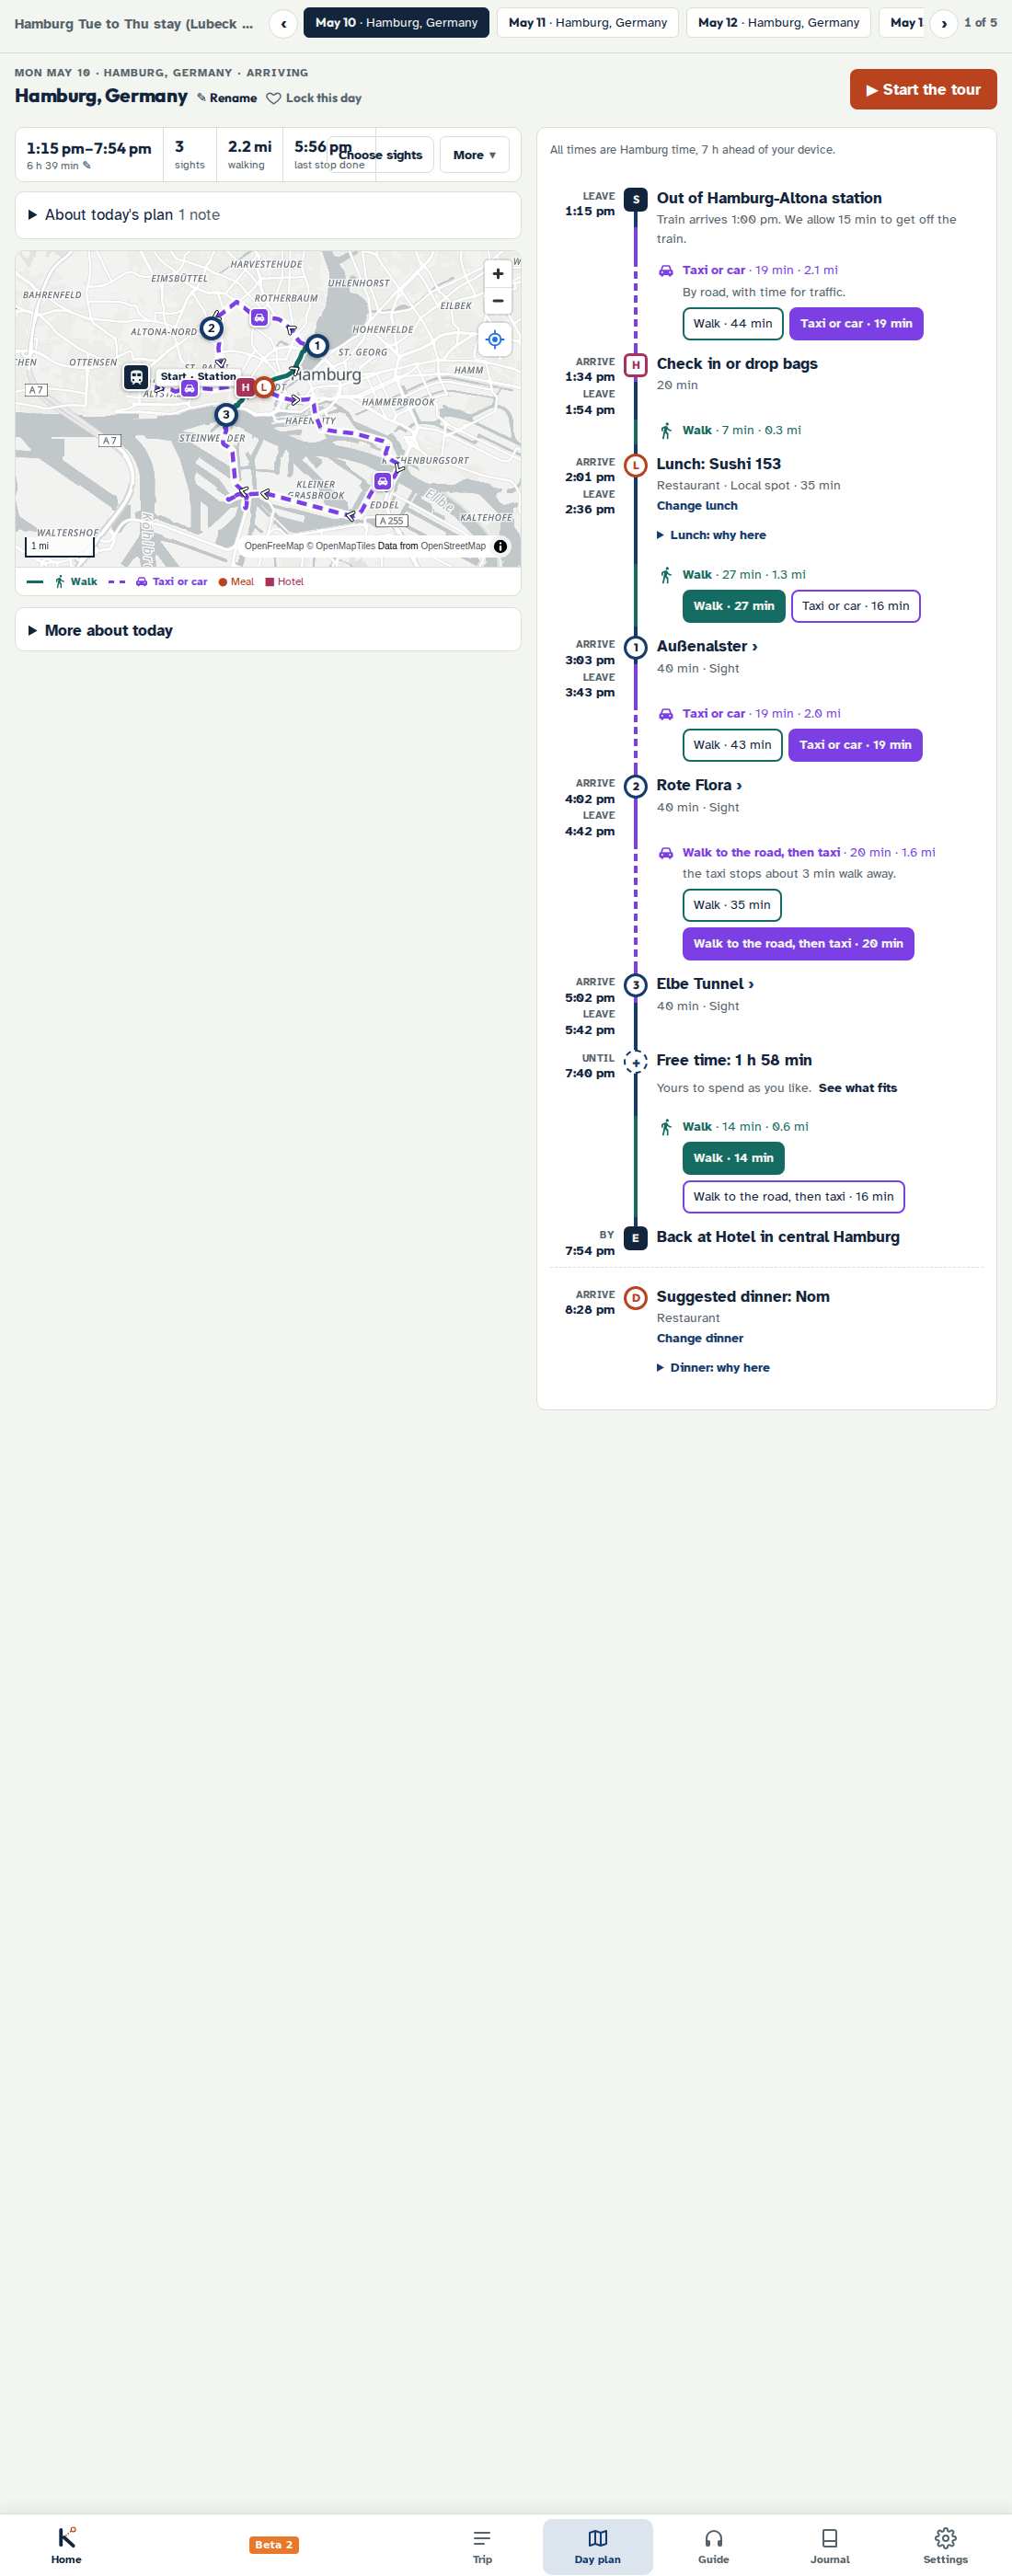 Hamburg Tue to Thu stay (Lubeck ...
‹
May 10 · Hamburg, Germany
May 11 · Hamburg, Germany
May 12 · Hamburg, Germany
May 1
›
1 of 5
MON MAY 10 · HAMBURG, GERMANY · ARRIVING
Hamburg, Germany
✎ Rename
Lock this day
▶ Start the tour
1:15 pm–7:54 pm
6 h 39 min ✎
3
sights
2.2 mi
walking
5:56 pm
last stop done
Choose sights
More ▾
▶ About today's plan 1 note
HARVESTEHUDE
EIMSBÜTTEL
UHLENHORST
BAHRENFELD
ROTHERBAUM
EILBEK
ALTONA-NORD
HOHENFELDE
ST. GEORG
OTTENSEN
HAMM
Start · Station
Hamburg
A 7
HAMMERBROOK
STEINWE
DER
A 7
KLEINER
GRASBROOK
EDDEL
Elbe
KALTEHOFE
A 255
WALTERSHOF
1
2
3
H
L
+
−
1 mi
OpenFreeMap © OpenMapTiles Data from OpenStreetMap
Walk
Taxi or car
Meal
Hotel
▶ More about today
All times are Hamburg time, 7 h ahead of your device.
LEAVE
1:15 pm
S
Out of Hamburg-Altona station
Train arrives 1:00 pm. We allow 15 min to get off the
train.
Taxi or car · 19 min · 2.1 mi
By road, with time for traffic.
Walk · 44 min
Taxi or car · 19 min
ARRIVE
1:34 pm
LEAVE
1:54 pm
H
Check in or drop bags
20 min
Walk · 7 min · 0.3 mi
ARRIVE
2:01 pm
LEAVE
2:36 pm
L
Lunch: Sushi 153
Restaurant · Local spot · 35 min
Change lunch
▶ Lunch: why here
Walk · 27 min · 1.3 mi
Walk · 27 min
Taxi or car · 16 min
ARRIVE
3:03 pm
LEAVE
3:43 pm
1
Außenalster ›
40 min · Sight
Taxi or car · 19 min · 2.0 mi
Walk · 43 min
Taxi or car · 19 min
ARRIVE
4:02 pm
LEAVE
4:42 pm
2
Rote Flora ›
40 min · Sight
Walk to the road, then taxi · 20 min · 1.6 mi
the taxi stops about 3 min walk away.
Walk · 35 min
Walk to the road, then taxi · 20 min
ARRIVE
5:02 pm
LEAVE
5:42 pm
3
Elbe Tunnel ›
40 min · Sight
UNTIL
7:40 pm
+
Free time: 1 h 58 min
Yours to spend as you like. See what fits
Walk · 14 min · 0.6 mi
Walk · 14 min
Walk to the road, then taxi · 16 min
BY
7:54 pm
E
Back at Hotel in central Hamburg
ARRIVE
8:28 pm
D
Suggested dinner: Nom
Restaurant
Change dinner
▶ Dinner: why here
Home
Beta 2
Trip
Day plan
Guide
Journal
Settings